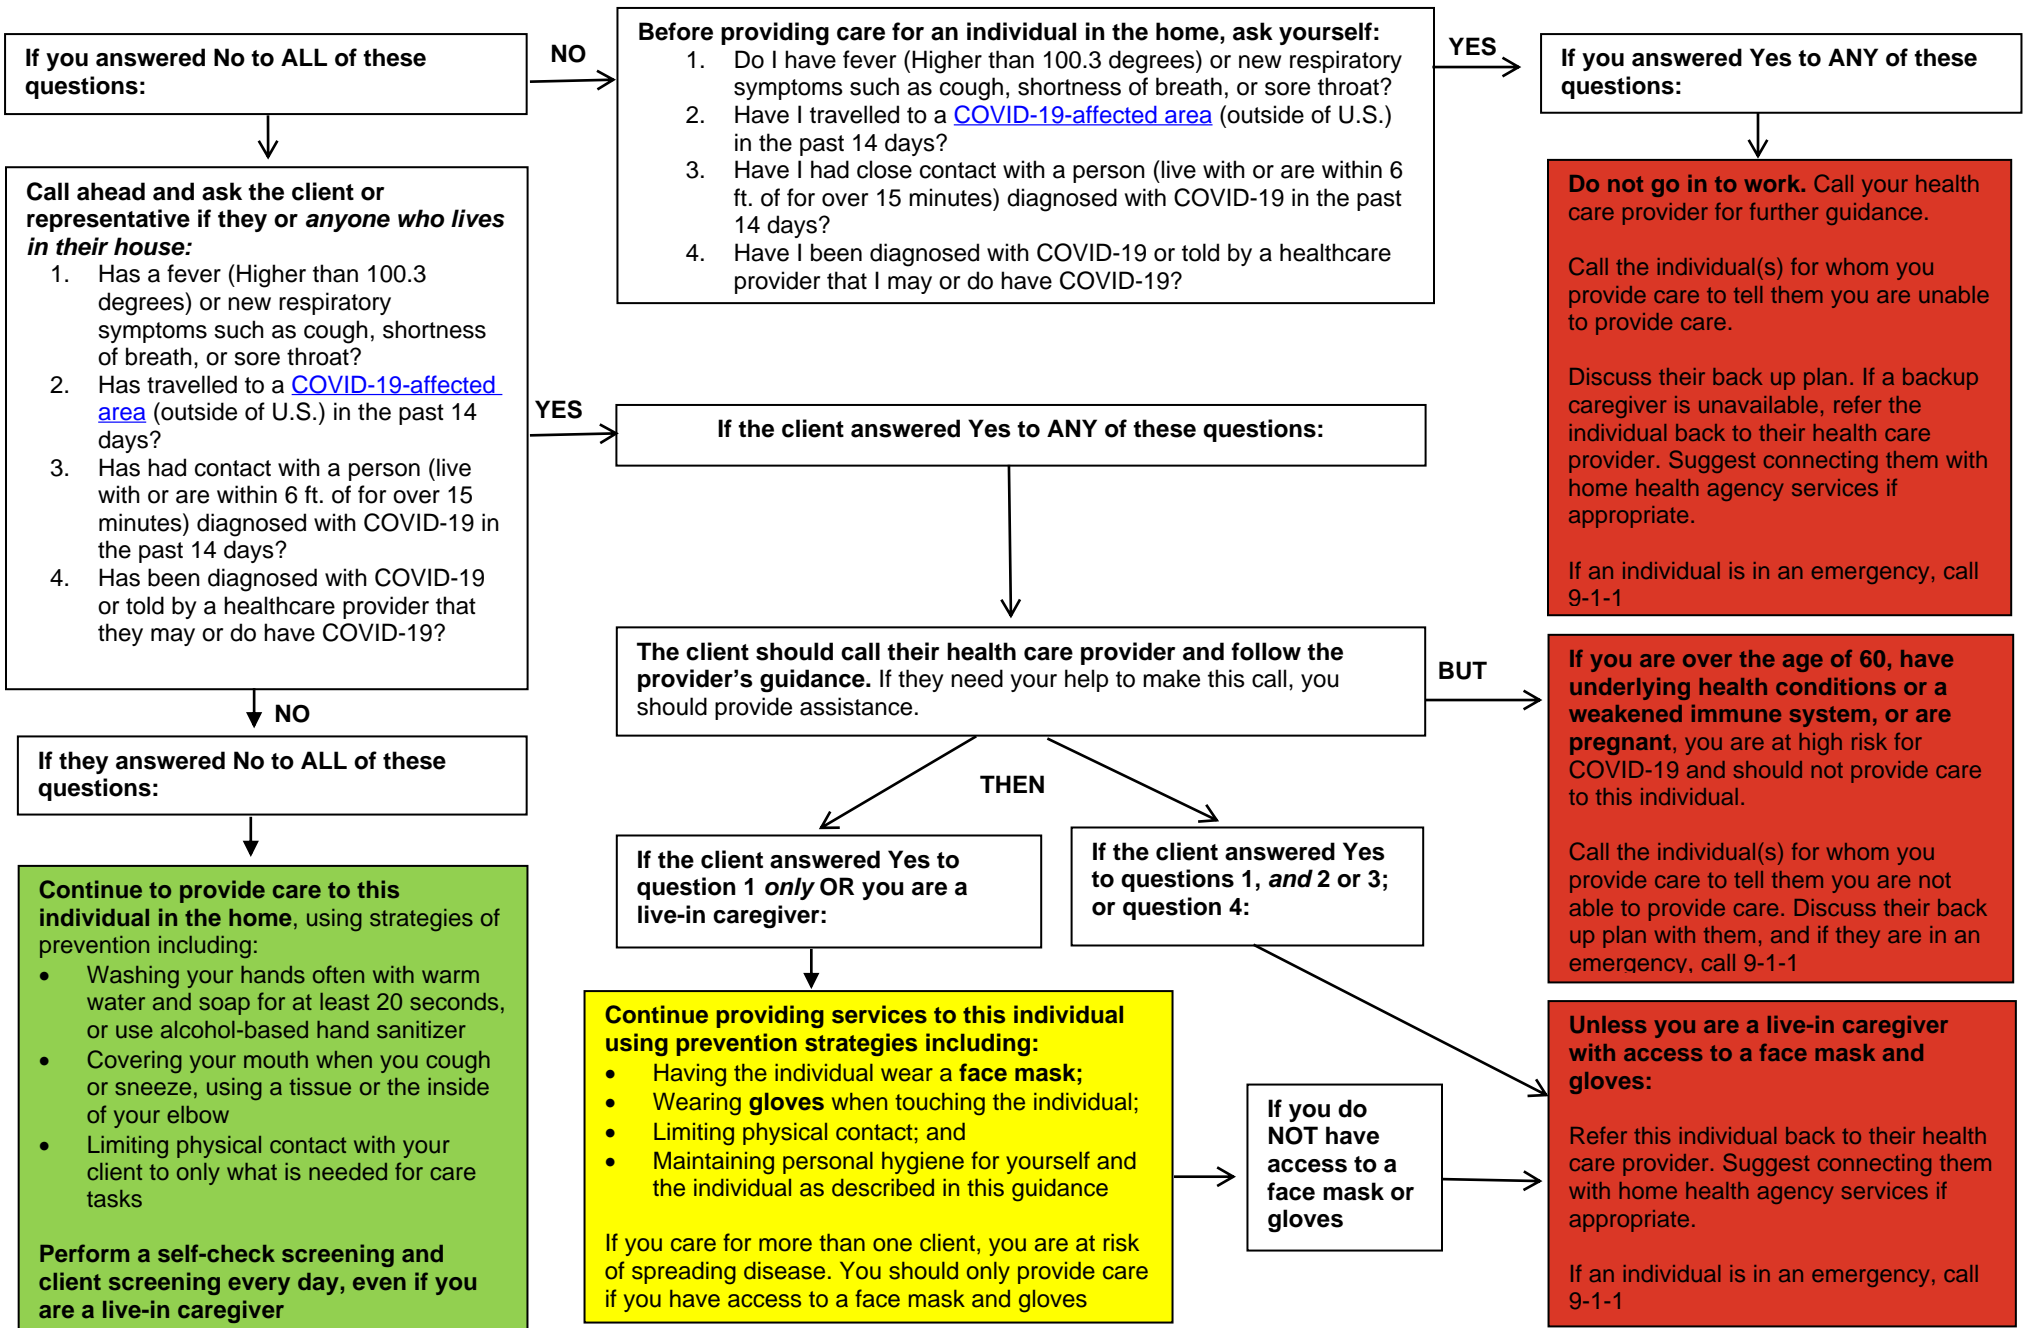 Before providing care for an individual in the home, ask yourself:
1. Do I have fever (Higher than 100.3 degrees) or new respiratory
symptoms such as cough, shortness of breath, or sore throat?
2. Have I travelled to a COVID-19-affected area (outside of U.S.)
in the past 14 days?
3. Have I had close contact with a person (live with or are within 6
ft. of for over 15 minutes) diagnosed with COVID-19 in the past
14 days?
4. Have I been diagnosed with COVID-19 or told by a healthcare
provider that I may or do have COVID-19?
NO
If you answered No to ALL of these
questions:
YES
If you answered Yes to ANY of these
questions:
Do not go in to work. Call your health
care provider for further guidance.
Call the individual(s) for whom you
provide care to tell them you are unable
to provide care.
Discuss their back up plan. If a backup
caregiver is unavailable, refer the
individual back to their health care
provider. Suggest connecting them with
home health agency services if
appropriate.
If an individual is in an emergency, call
9-1-1
Call ahead and ask the client or
representative if they or anyone who lives
in their house:
1. Has a fever (Higher than 100.3
degrees) or new respiratory
symptoms such as cough, shortness
of breath, or sore throat?
2. Has travelled to a COVID-19-affected
area (outside of U.S.) in the past 14
days?
3. Has had contact with a person (live
with or are within 6 ft. of for over 15
minutes) diagnosed with COVID-19 in
the past 14 days?
4. Has been diagnosed with COVID-19
or told by a healthcare provider that
they may or do have COVID-19?
YES
If the client answered Yes to ANY of these questions:
The client should call their health care provider and follow the
provider's guidance. If they need your help to make this call, you
should provide assistance.
BUT
If you are over the age of 60, have
underlying health conditions or a
weakened immune system, or are
pregnant, you are at high risk for
COVID-19 and should not provide care
to this individual.
Call the individual(s) for whom you
provide care to tell them you are not
able to provide care. Discuss their back
up plan with them, and if they are in an
emergency, call 9-1-1
NO
If they answered No to ALL of these
questions:
Continue to provide care to this
individual in the home, using strategies of
prevention including:
• Washing your hands often with warm
water and soap for at least 20 seconds,
or use alcohol-based hand sanitizer
• Covering your mouth when you cough
or sneeze, using a tissue or the inside
of your elbow
• Limiting physical contact with your
client to only what is needed for care
tasks
Perform a self-check screening and
client screening every day, even if you
are a live-in caregiver
THEN
If the client answered Yes to
question 1 only OR you are a
live-in caregiver:
If the client answered Yes
to questions 1, and 2 or 3;
or question 4:
Continue providing services to this individual
using prevention strategies including:
• Having the individual wear a face mask;
• Wearing gloves when touching the individual;
• Limiting physical contact; and
• Maintaining personal hygiene for yourself and
the individual as described in this guidance
If you care for more than one client, you are at risk
of spreading disease. You should only provide care
if you have access to a face mask and gloves
If you do
NOT have
access to a
face mask or
gloves
Unless you are a live-in caregiver
with access to a face mask and
gloves:
Refer this individual back to their health
care provider. Suggest connecting them
with home health agency services if
appropriate.
If an individual is in an emergency, call
9-1-1